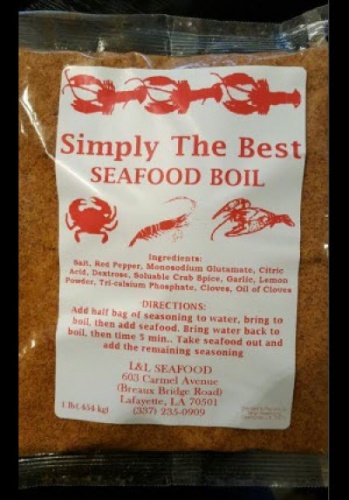 Simply The Best
SEAFOOD BOIL
Ingredients:
Salt, Red Pepper, Monosodium Glutamate, Citric
Acid, Dextrose, Soluable Crab Spice, Garlic, Lemon
Powder, Tri-calsium Phosphate, Cloves, Oil of Cloves
DIRECTIONS:
Add half bag of seasoning to water, bring to
boil, then add seafood. Bring water back to
boil, then time 5 min.. Take seafood out and
add the remaining seasoning
L&L SEAFOOD
603 Carmel Avenue
(Breaux Bridge Road)
Lafayette, LA 70501
1 lb(.454 kg)
(337) 235-0909